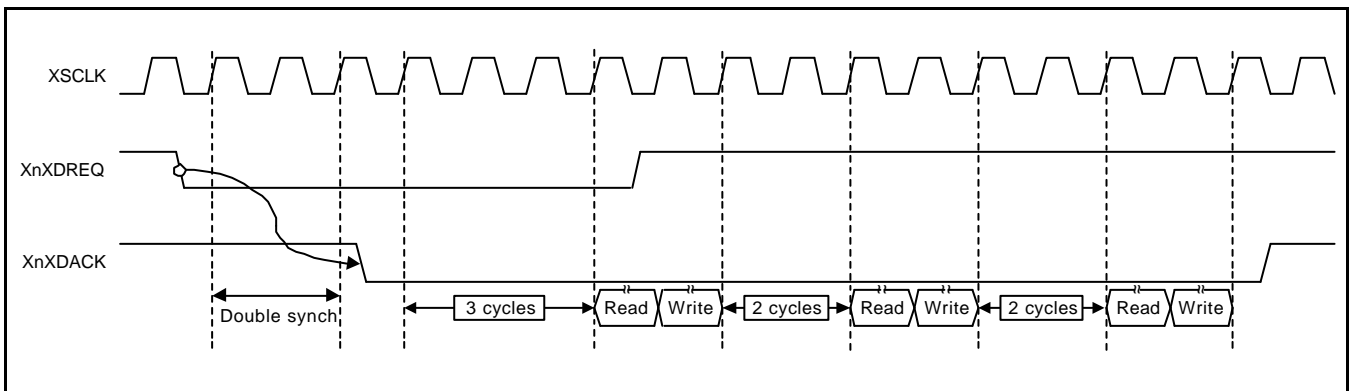 XSCLK
XnXDREQ
XnXDACK
Double synch
3 cycles
Read
Write
2 cycles
Read
Write
2 cycles
Read
Write